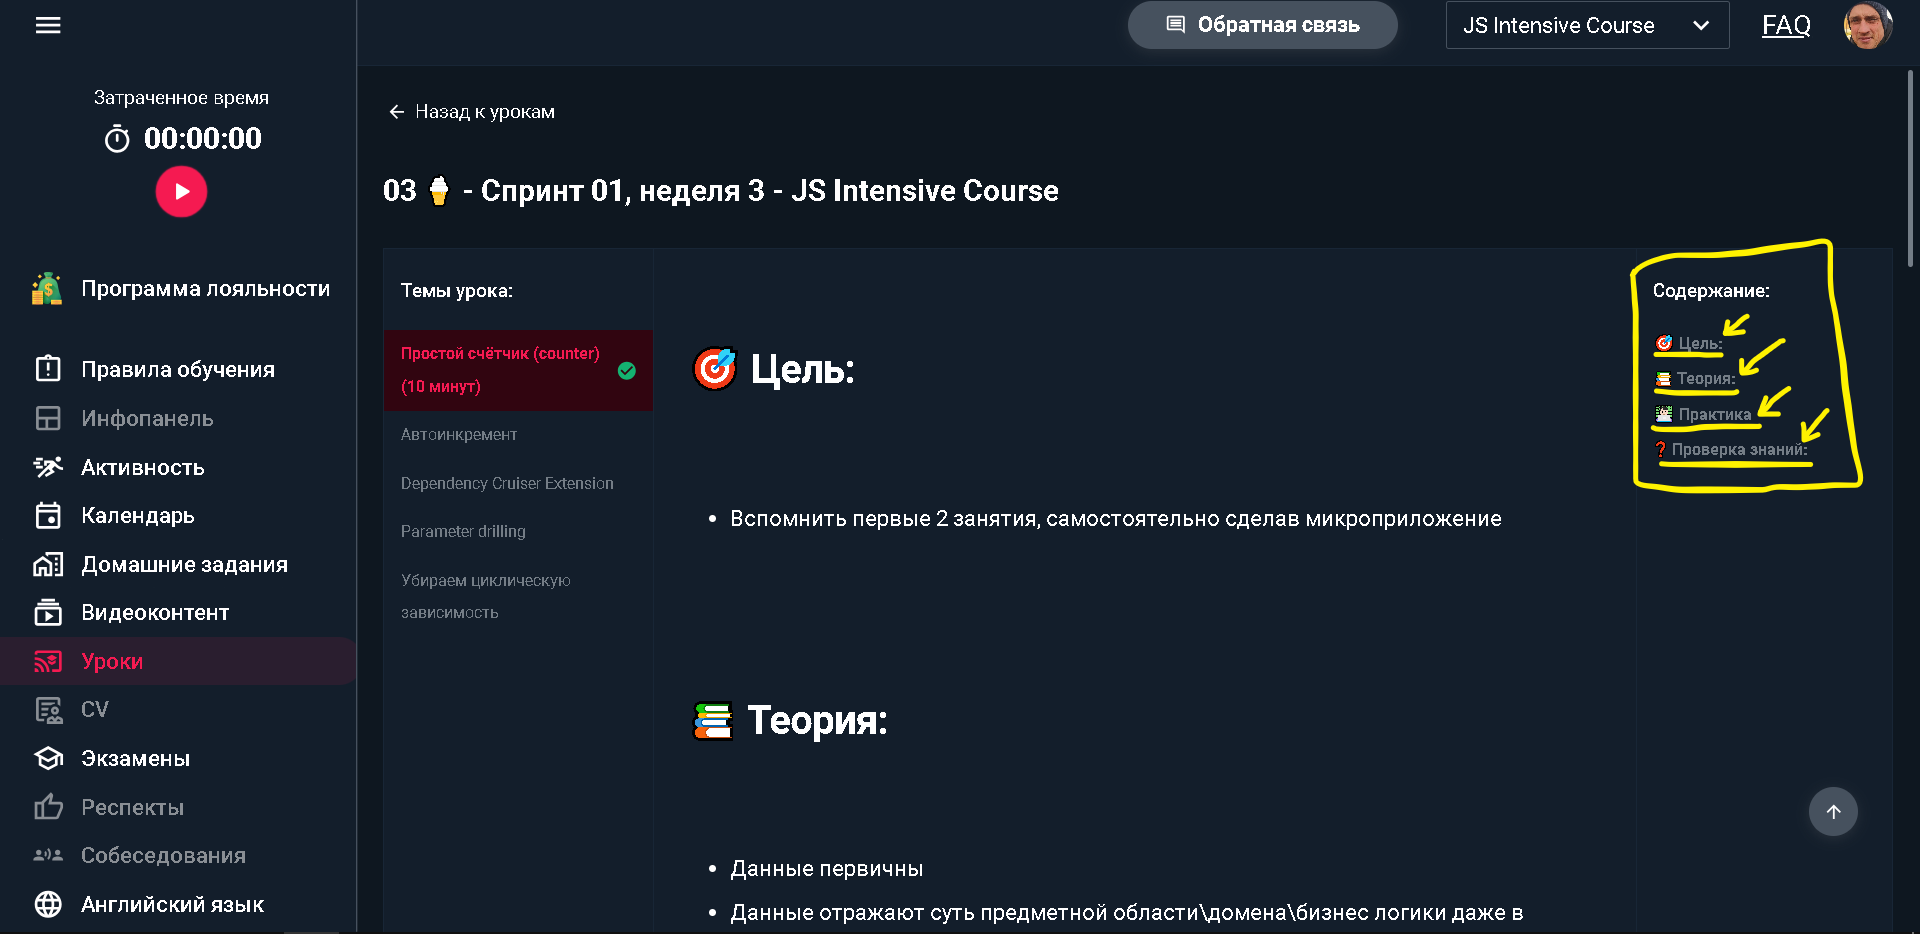 Обратная связь
JS Intensive Course
FAQ
Затраченное время
00:00:00
Программа лояльности
Правила обучения
Инфопанель
Активность
Календарь
Домашние задания
Видеоконтент
Уроки
CV
Экзамены
Респекты
Собеседования
Английский язык
Назад к урокам
03 🍦 - Спринт 01, неделя 3 - JS Intensive Course
Темы урока:
Простой счётчик (counter)
(10 минут)
Автоинкремент
Dependency Cruiser Extension
Parameter drilling
Убираем циклическую
зависимость
🎯 Цель:
• Вспомнить первые 2 занятия, самостоятельно сделав микроприложение
📚 Теория:
• Данные первичны
• Данные отражают суть предметной области\домена\бизнес логики даже в
Содержание:
🎯 Цель:
📚 Теория:
👨🏻‍💻 Практика
❓ Проверка знаний: